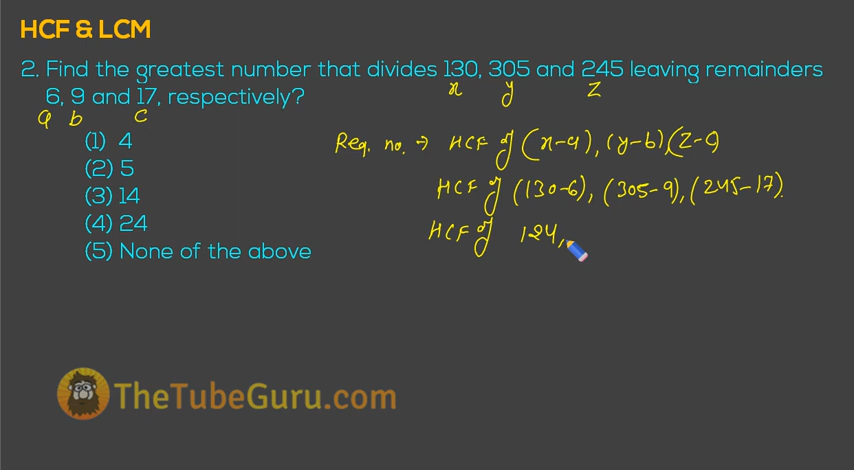 HCF & LCM
2. Find the greatest number that divides 130, 305 and 245 leaving remainders
x y z
6, 9 and 17, respectively?
a b c
(1) 4
Req. no. → HCF of (x-a), (y-b) (z-c)
(2) 5
(3) 14
HCF of (130-6), (305-9), (245-17).
(4) 24
HCF of 124,
(5) None of the above
TheTubeGuru.com